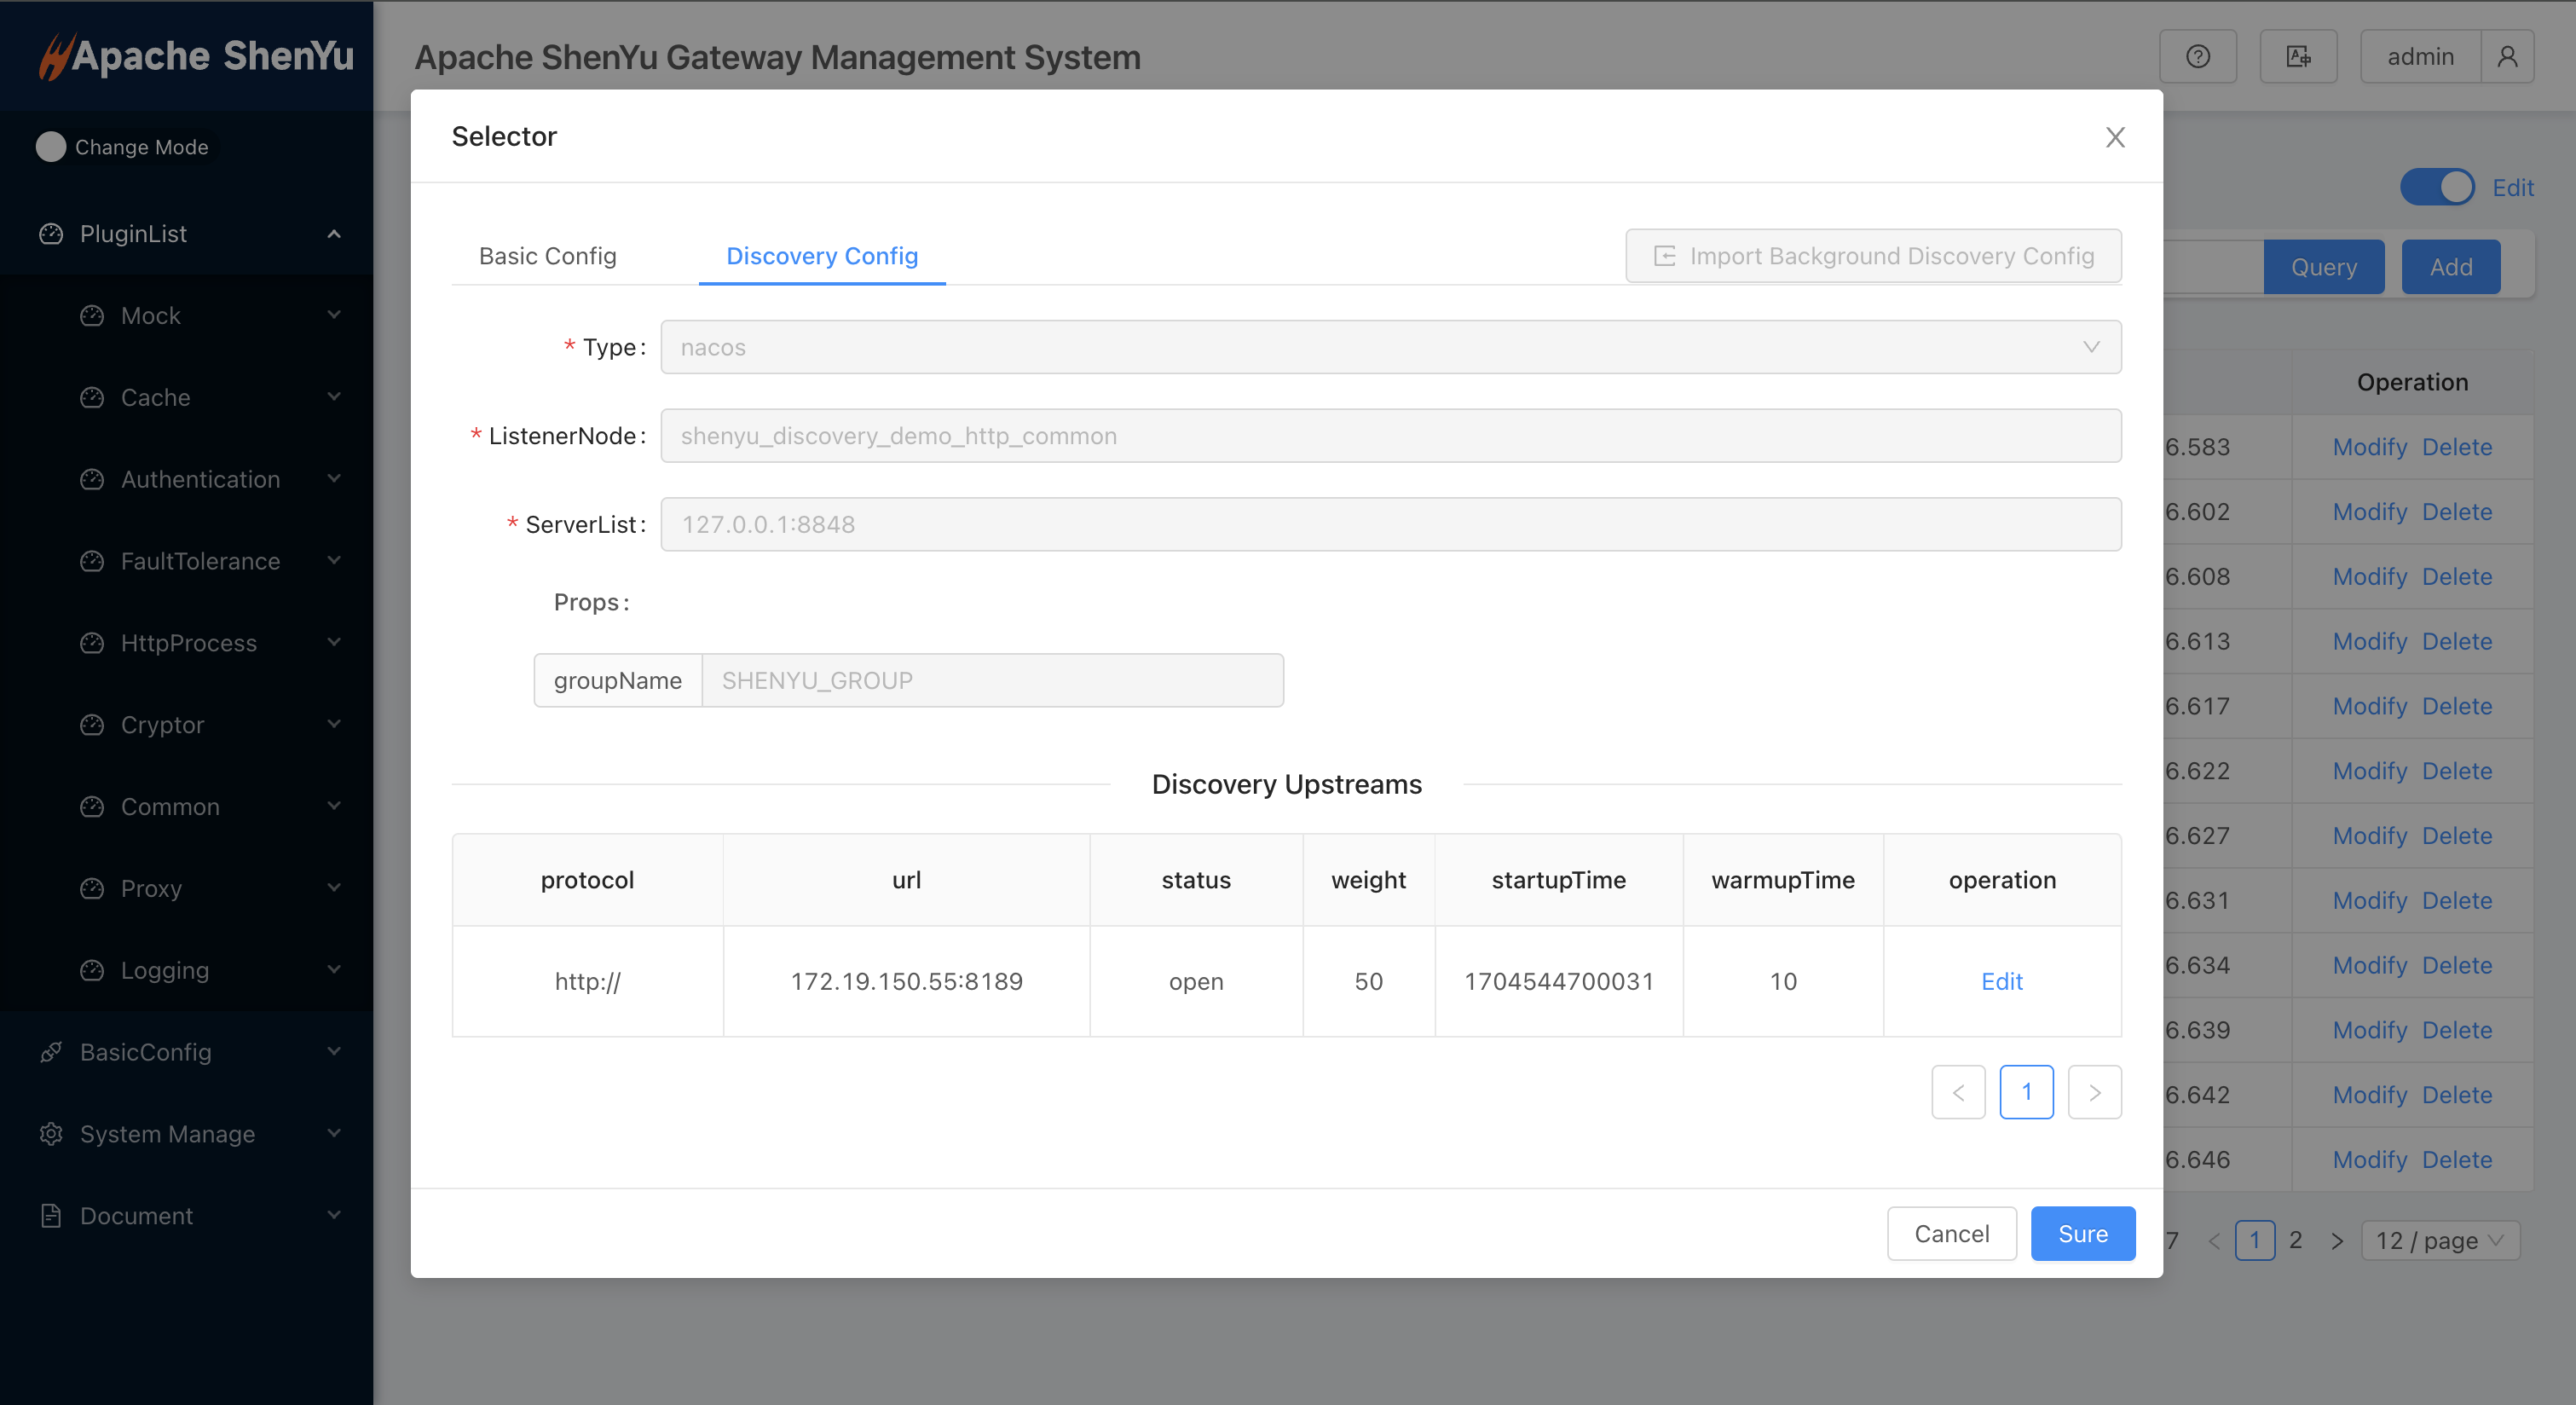 Apache ShenYu
Apache ShenYu Gateway Management System
admin
Change Mode
PluginList
Mock
Cache
Authentication
FaultTolerance
HttpProcess
Cryptor
Common
Proxy
Logging
BasicConfig
System Manage
Document
Selector
Basic Config
Discovery Config
Import Background Discovery Config
* Type :
nacos
* ListenerNode :
shenyu_discovery_demo_http_common
* ServerList :
127.0.0.1:8848
Props :
groupName
SHENYU_GROUP
Discovery Upstreams
protocol url status weight startupTime warmupTime operation
http:// 172.19.150.55:8189 open 50 1704544700031 10 Edit
< 1 >
Cancel
Sure
Edit
Query
Add
Operation
6.583 Modify Delete
6.602 Modify Delete
6.608 Modify Delete
6.613 Modify Delete
6.617 Modify Delete
6.622 Modify Delete
6.627 Modify Delete
6.631 Modify Delete
6.634 Modify Delete
6.639 Modify Delete
6.642 Modify Delete
6.646 Modify Delete
7 < 1 2 > 12 / page